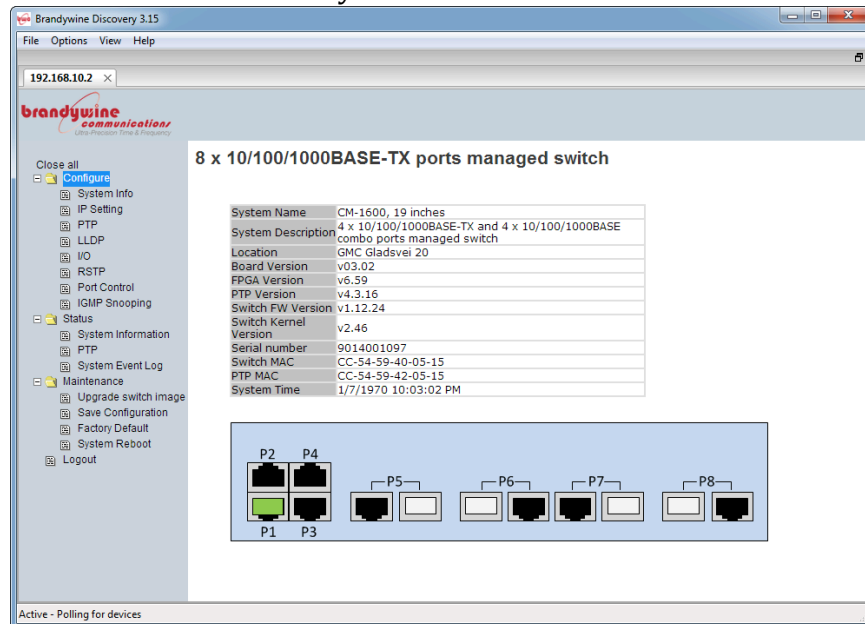 Brandywine Discovery 3.15
File Options View Help
192.168.10.2
brandywine
communications
Ultra-Precision Time & Frequency
Close all
Configure
System Info
IP Setting
PTP
LLDP
I/O
RSTP
Port Control
IGMP Snooping
Status
System Information
PTP
System Event Log
Maintenance
Upgrade switch image
Save Configuration
Factory Default
System Reboot
Logout
8 x 10/100/1000BASE-TX ports managed switch
System Name CM-1600, 19 inches
System Description 4 x 10/100/1000BASE-TX and 4 x 10/100/1000BASE
combo ports managed switch
Location GMC Gladsvei 20
Board Version v03.02
FPGA Version v6.59
PTP Version v4.3.16
Switch FW Version v1.12.24
Switch Kernel
Version v2.46
Serial number 9014001097
Switch MAC CC-54-59-40-05-15
PTP MAC CC-54-59-42-05-15
System Time 1/7/1970 10:03:02 PM
P2 P4
P5 P6 P7 P8
P1 P3
Active - Polling for devices